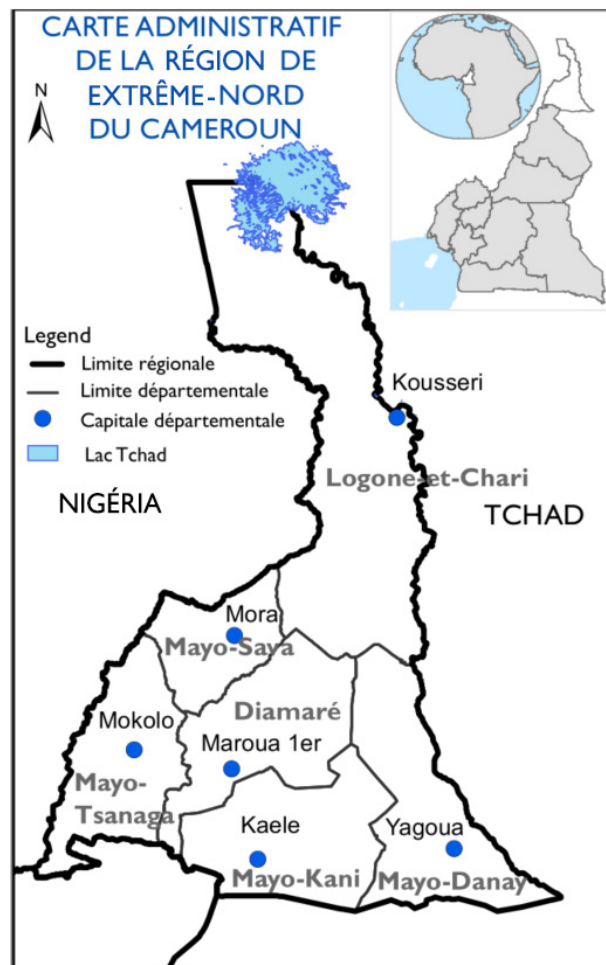 CARTE ADMINISTRATIF
DE LA RÉGION DE
EXTRÊME-NORD
DU CAMEROUN
N
Legend
Limite régionale
Limite départementale
Capitale départementale
Lac Tchad
Kousseri
Logone-et-Chari
NIGÉRIA
TCHAD
Mora
Mayo-Sava
Diamaré
Mokolo
Maroua 1er
Mayo-
Tsanaga
Kaele
Yagoua
Mayo-Kani
Mayo-Danay